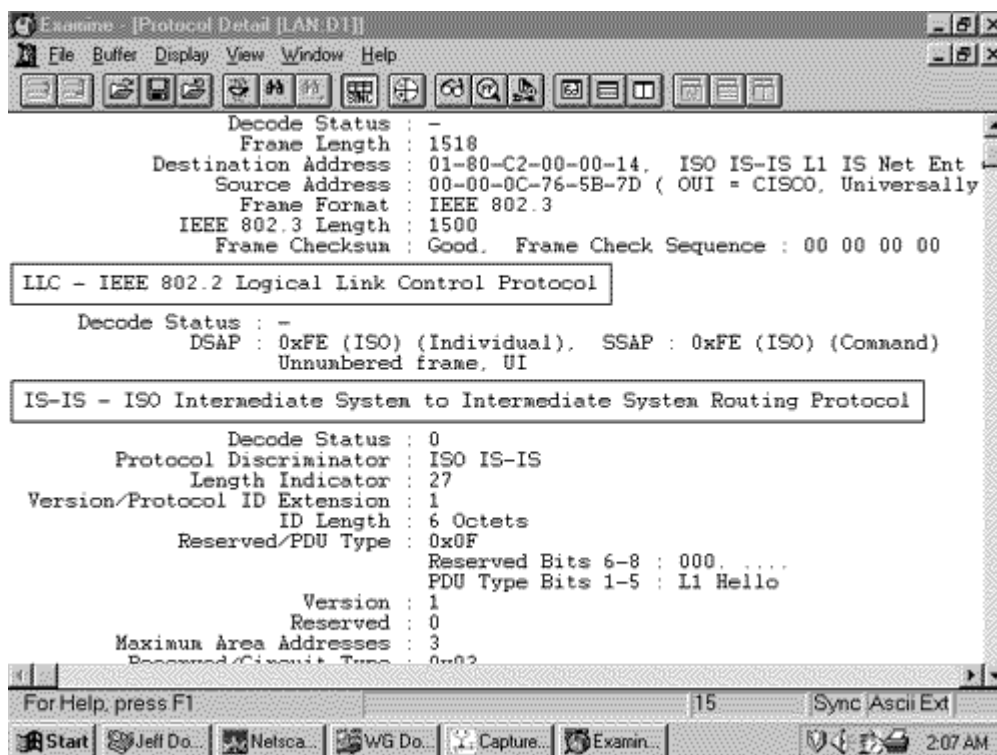 Examine - [Protocol Detail [LAN:D1]]
File Buffer Display View Window Help
SYNC
Decode Status : -
Frame Length : 1518
Destination Address : 01-80-C2-00-00-14, ISO IS-IS L1 IS Net Ent
Source Address : 00-00-0C-76-5B-7D ( OUI = CISCO, Universally
Frame Format : IEEE 802.3
IEEE 802.3 Length : 1500
Frame Checksum : Good, Frame Check Sequence : 00 00 00 00
LLC - IEEE 802.2 Logical Link Control Protocol
Decode Status : -
DSAP : 0xFE (ISO) (Individual), SSAP : 0xFE (ISO) (Command)
Unnumbered frame, UI
IS-IS - ISO Intermediate System to Intermediate System Routing Protocol
Decode Status : 0
Protocol Discriminator : ISO IS-IS
Length Indicator : 27
Version/Protocol ID Extension : 1
ID Length : 6 Octets
Reserved/PDU Type : 0x0F
Reserved Bits 6-8 : 000. ....
PDU Type Bits 1-5 : L1 Hello
Version : 1
Reserved : 0
Maximum Area Addresses : 3
Reserved/Circuit Type :
For Help, press F1 15 Sync Ascii Ext
Start Jeff Do... Netsca... WG Do... Capture... Examin... 2:07 AM